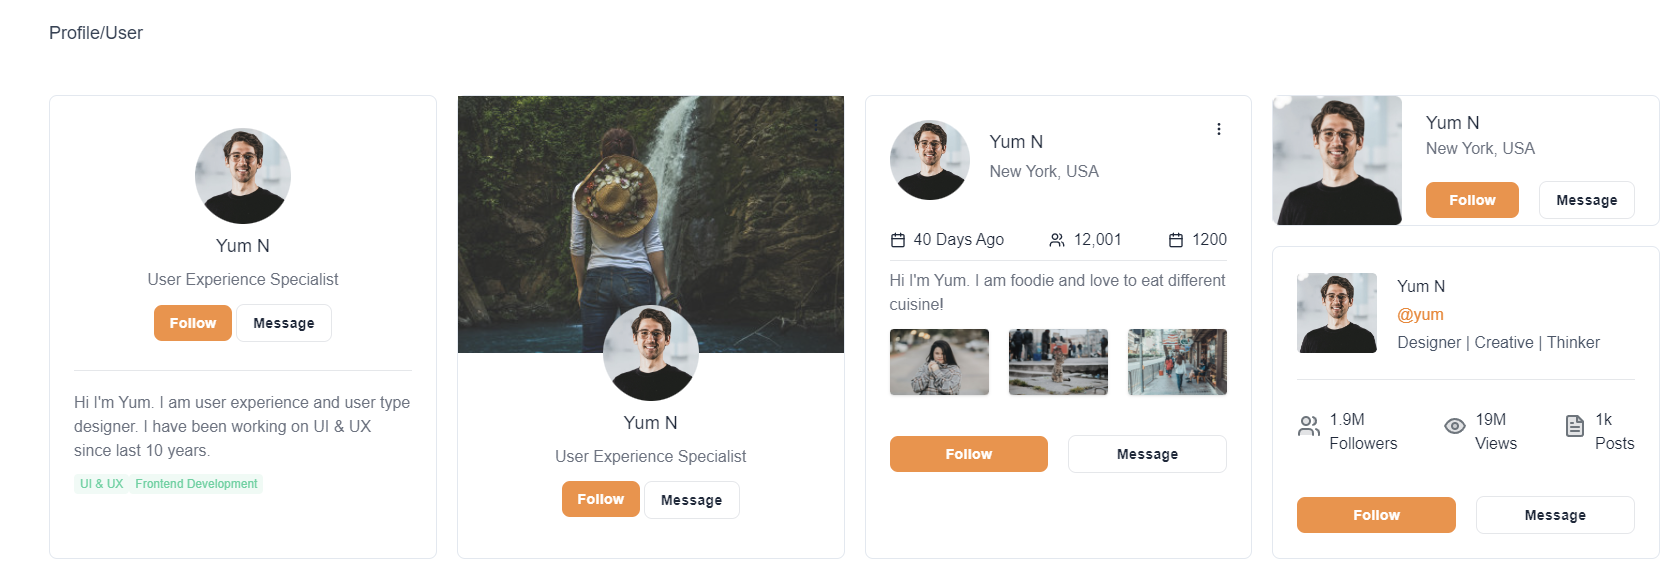 Profile/User
Yum N
User Experience Specialist
Follow Message
Hi I'm Yum. I am user experience and user type
designer. I have been working on UI & UX
since last 10 years.
UI & UX Frontend Development
Yum N
User Experience Specialist
Follow Message
Yum N
New York, USA
40 Days Ago 12,001 1200
Hi I'm Yum. I am foodie and love to eat different
cuisine!
Follow Message
Yum N
New York, USA
Follow Message
Yum N
@yum
Designer | Creative | Thinker
1.9M 19M 1k
Followers Views Posts
Follow Message